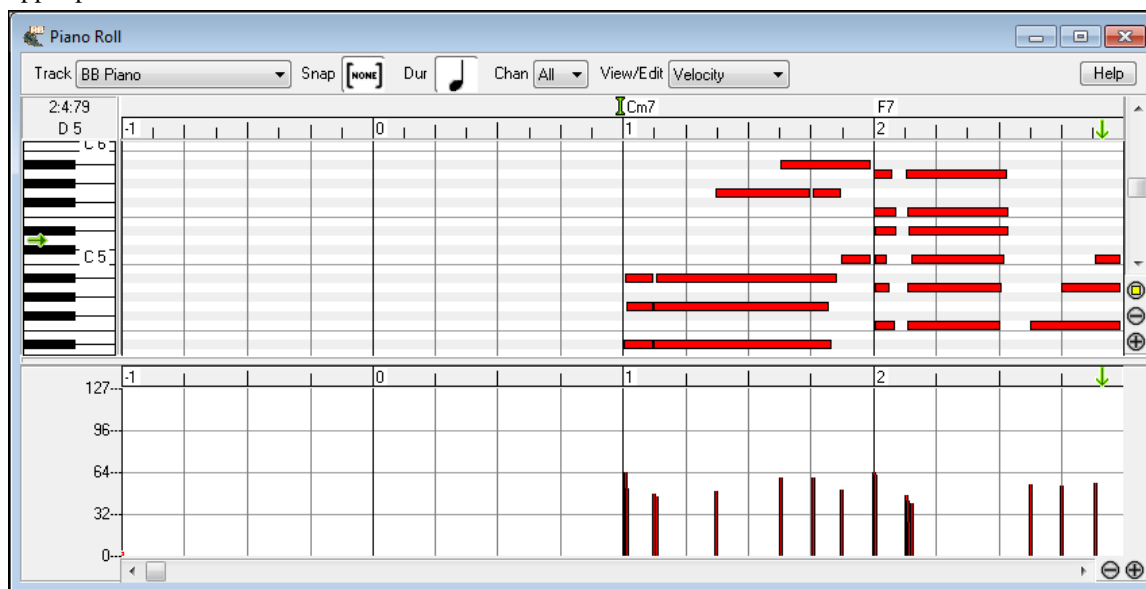 Piano Roll
Track BB Piano Snap [NONE] Dur Chan All View/Edit Velocity Help
2:4:79 Cm7 F7
D 5 -1 0 1 2
C 6
C 5
-1 0 1 2
127
96
64
32
0